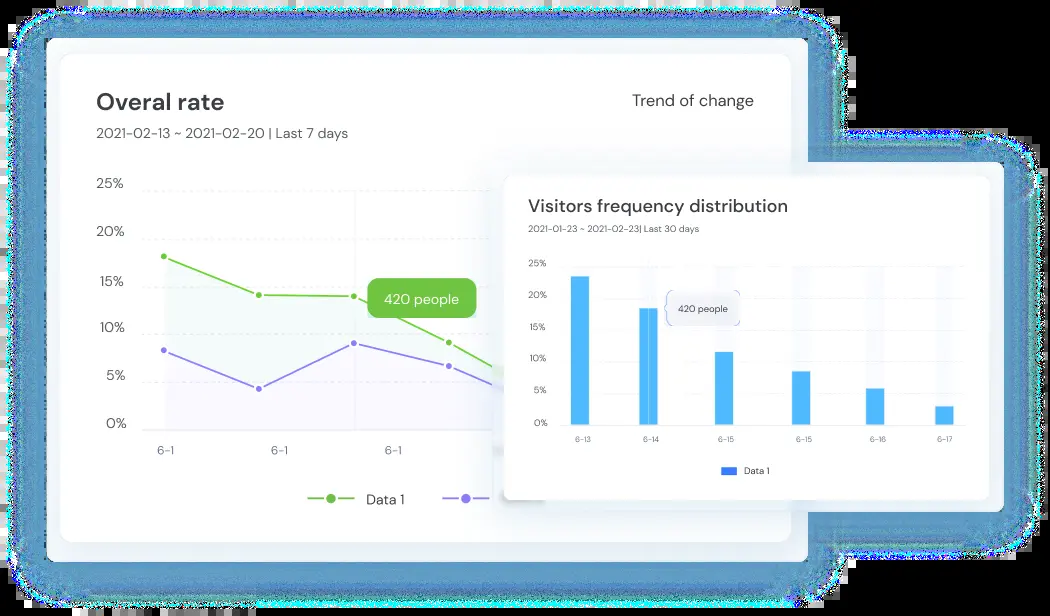 Overal rate
Trend of change
2021-02-13 ~ 2021-02-20 | Last 7 days
25%
20%
15%
10%
5%
0%
420 people
6-1
6-1
6-1
Data 1
Visitors frequency distribution
2021-01-23 ~ 2021-02-23| Last 30 days
25%
20%
15%
10%
5%
0%
420 people
6-13
6-14
6-15
6-15
6-16
6-17
Data 1